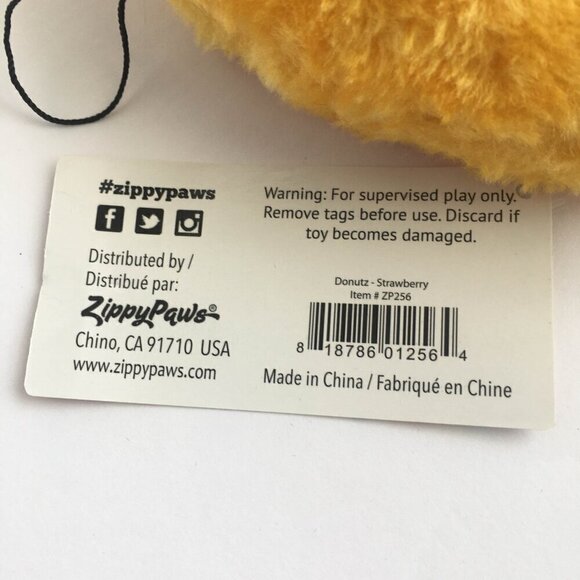 #zippypaws
Distributed by /
Distribué par:
ZippyPaws®
Chino, CA 91710 USA
www.zippypaws.com
Warning: For supervised play only.
Remove tags before use. Discard if
toy becomes damaged.
Donutz - Strawberry
Item # ZP256
8 18786 01256 4
Made in China / Fabriqué en Chine